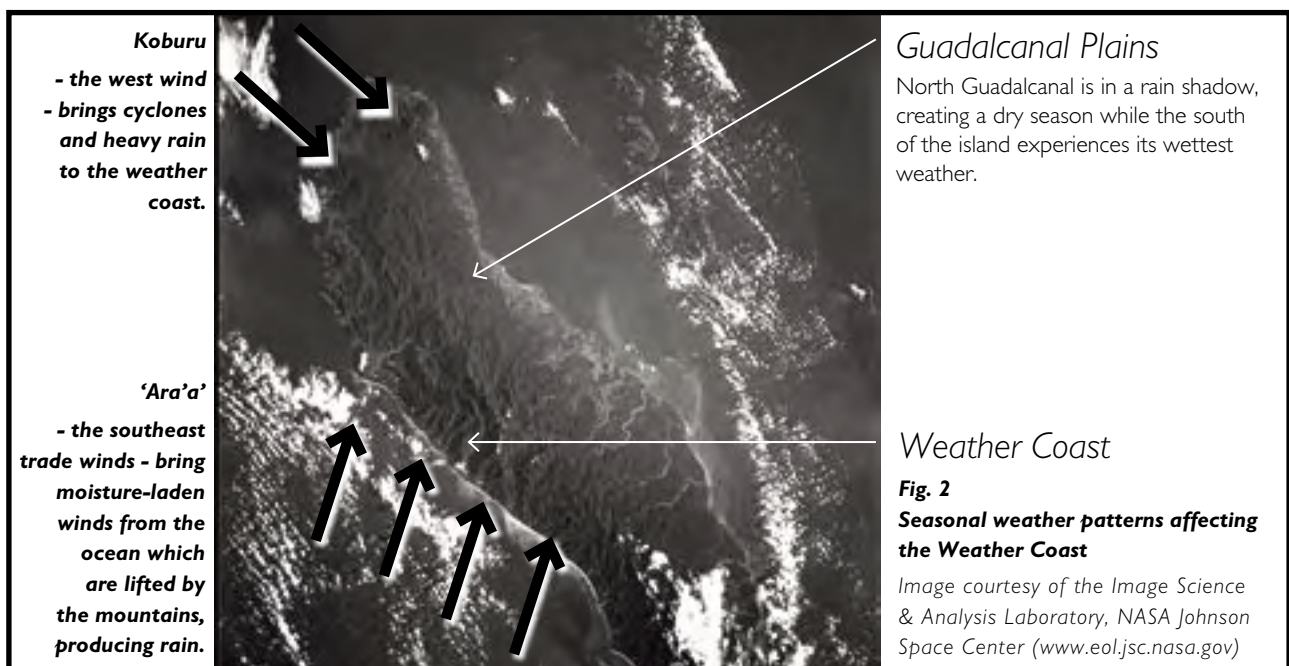 Koburu
- the west wind
- brings cyclones
and heavy rain
to the weather
coast.
‘Ara’a’
- the southeast
trade winds - bring
moisture-laden
winds from the
ocean which
are lifted by
the mountains,
producing rain.
Guadalcanal Plains
North Guadalcanal is in a rain shadow,
creating a dry season while the south
of the island experiences its wettest
weather.
Weather Coast
Fig. 2
Seasonal weather patterns affecting
the Weather Coast
Image courtesy of the Image Science
& Analysis Laboratory, NASA Johnson
Space Center (www.eol.jsc.nasa.gov)